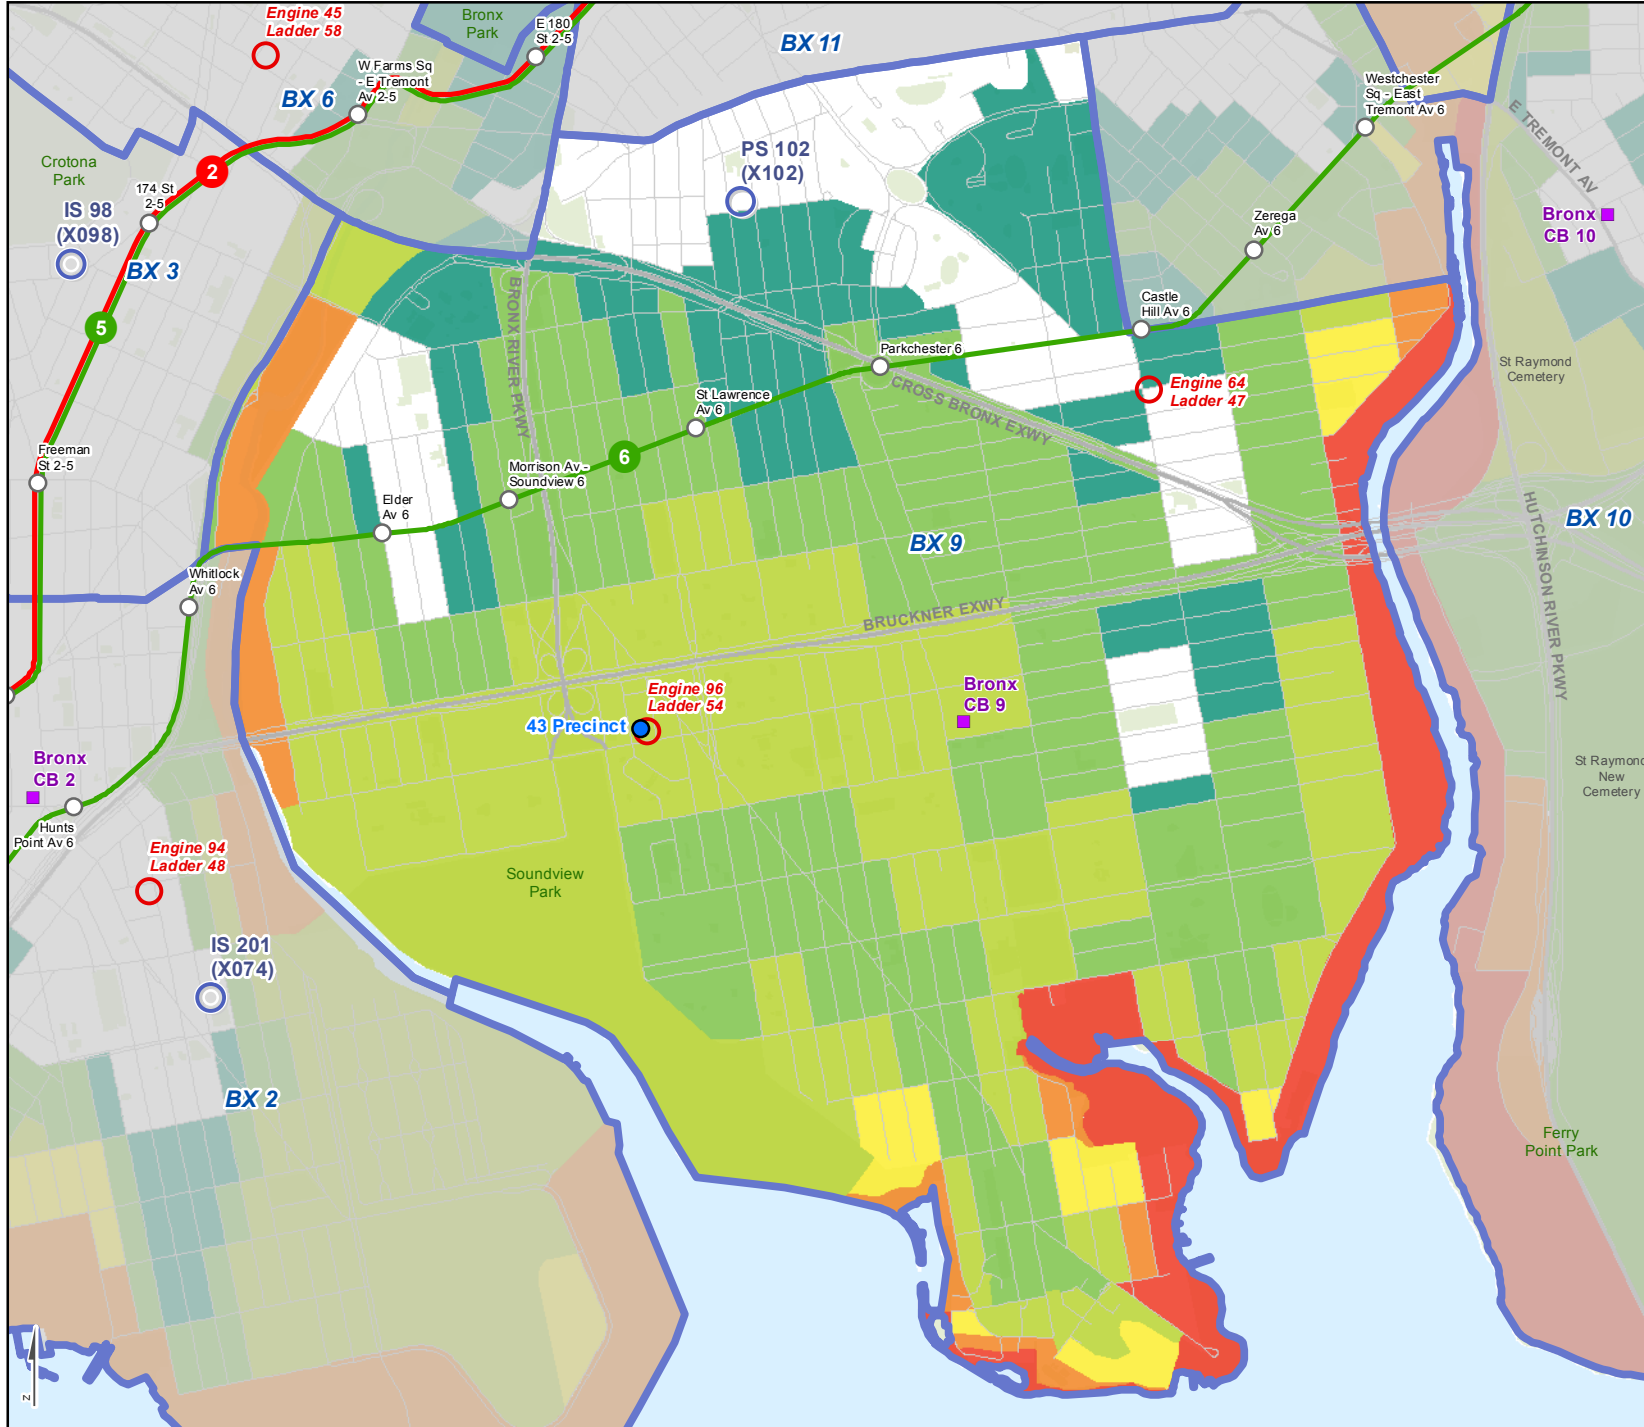 Engine 45
Ladder 58
Bronx
Park
E 180
St 2-5
BX 11
W Farms Sq
- E Tremont
Av 2-5
BX 6
Westchester
Sq - East
Tremont Av 6
E TREMONT AV
Crotona
Park
2
PS 102
(X102)
174 St
2-5
IS 98
(X098)
Zerega
Av 6
Bronx
CB 10
BX 3
BRONX RIVER PKWY
Castle
Hill Av 6
5
Parkchester 6
St Raymond
Cemetery
CROSS BRONX EXWY
Engine 64
Ladder 47
St Lawrence
Av 6
Freeman
St 2-5
6
Morrison Av -
Soundview 6
Elder
Av 6
HUTCHINSON RIVER PKWY
BX 10
BX 9
Whitlock
Av 6
BRUCKNER EXWY
Engine 96
Ladder 54
43 Precinct
Bronx
CB 9
Bronx
CB 2
St Raymond
New
Cemetery
Hunts
Point Av 6
Engine 94
Ladder 48
Soundview
Park
IS 201
(X074)
BX 2
Ferry
Point Park
N